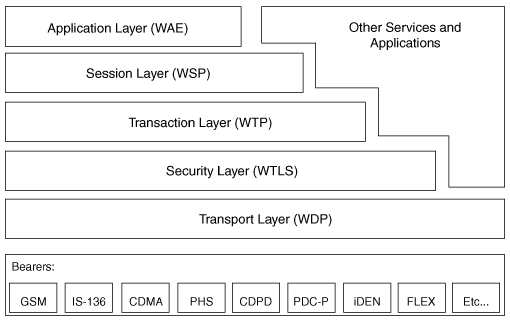 Application Layer (WAE)
Other Services and
Applications
Session Layer (WSP)
Transaction Layer (WTP)
Security Layer (WTLS)
Transport Layer (WDP)
Bearers:
GSM IS-136 CDMA PHS CDPD PDC-P iDEN FLEX Etc...